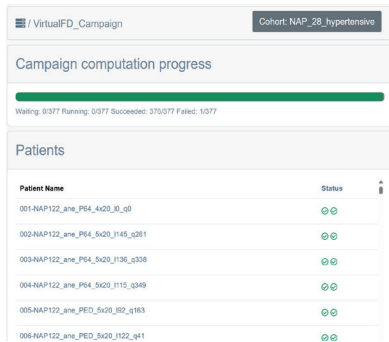 / VirtualFD_Campaign
Cohort: NAP_28_hypertensive
Campaign computation progress
Waiting: 0/377 Running: 0/377 Succeeded: 376/377 Failed: 1/377
Patients
Patient Name Status
001-NAP122_ane_P64_4x20_l0_q0
002-NAP122_ane_P64_5x20_l145_q261
003-NAP122_ane_P64_5x20_l136_q338
004-NAP122_ane_P64_5x20_l115_q349
005-NAP122_ane_PED_5x20_l92_q163
006-NAP122_ane_PED_5x20_l122_q41